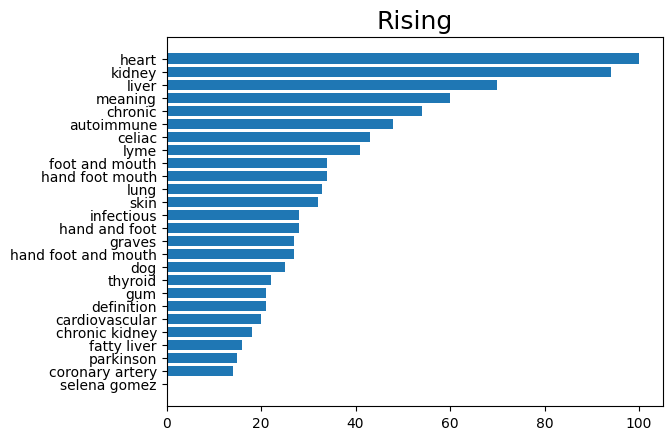 Rising
heart
kidney
liver
meaning
chronic
autoimmune
celiac
lyme
foot and mouth
hand foot mouth
lung
skin
infectious
hand and foot
graves
hand foot and mouth
dog
thyroid
gum
definition
cardiovascular
chronic kidney
fatty liver
parkinson
coronary artery
selena gomez
0 20 40 60 80 100